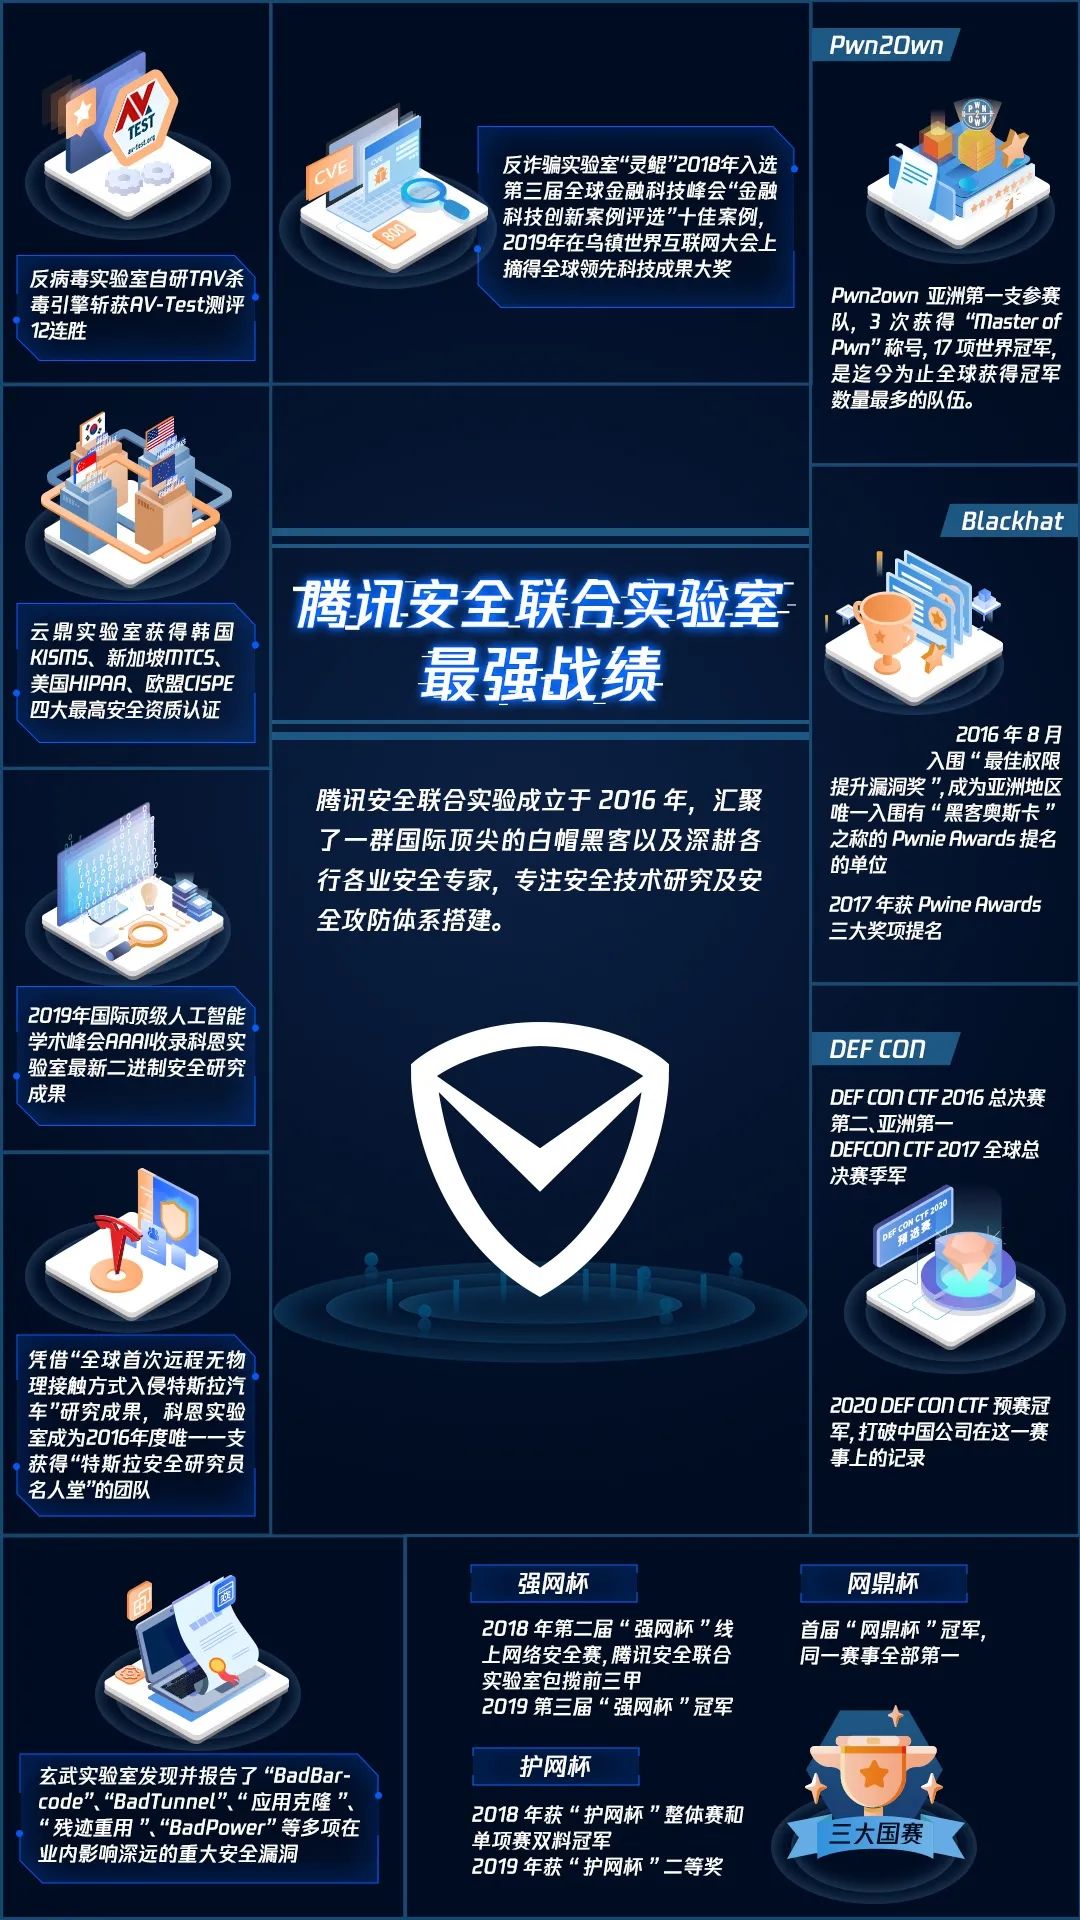 AV
TEST
av-test.org
反病毒实验室自研TAV杀
毒引擎斩获AV-Test测评
12连胜
CVE
CVE
800
反诈骗实验室“灵鲲”2018年入选
第三届全球金融科技峰会“金融
科技创新案例评选”十佳案例，
2019年在乌镇世界互联网大会上
摘得全球领先科技成果大奖
Pwn2Own
PWN
2
OWN
Pwn2own 亚洲第一支参赛
队，3 次获得“Master of
Pwn”称号，17 项世界冠军，
是迄今为止全球获得冠军
数量最多的队伍。
云鼎实验室获得韩国
KISMS、新加坡MTCS、
美国HIPAA、欧盟CISPE
四大最高安全资质认证
腾讯安全联合实验室
最强战绩
腾讯安全联合实验成立于 2016 年，汇聚
了一群国际顶尖的白帽黑客以及深耕各
行各业安全专家，专注安全技术研究及安
全攻防体系搭建。
Blackhat
2016 年 8 月
入围“最佳权限
提升漏洞奖”，成为亚洲地区
唯一入围有“黑客奥斯卡”
之称的 Pwnie Awards 提名
的单位
2017 年获 Pwine Awards
三大奖项提名
2019年国际顶级人工智能
学术峰会AAAI收录科恩实
验室最新二进制安全研究
成果
DEF CON
DEF CON CTF 2016 总决赛
第二、亚洲第一
DEFCON CTF 2017 全球总
决赛季军
DEF CON CTF 2020
预选赛
2020 DEF CON CTF 预赛冠
军，打破中国公司在这一赛
事上的记录
凭借“全球首次远程无物
理接触方式入侵特斯拉汽
车”研究成果，科恩实验
室成为2016年度唯一一支
获得“特斯拉安全研究员
名人堂”的团队
玄武实验室发现并报告了“BadBar-
code”、“BadTunnel”、“应用克隆”、
“残迹重用”、“BadPower”等多项在
业内影响深远的重大安全漏洞
强网杯
2018 年第二届“强网杯”线
上网络安全赛，腾讯安全联合
实验室包揽前三甲
2019 第三届“强网杯”冠军
护网杯
2018 年获“护网杯”整体赛和
单项赛双料冠军
2019 年获“护网杯”二等奖
网鼎杯
首届“网鼎杯”冠军，
同一赛事全部第一
三大国赛